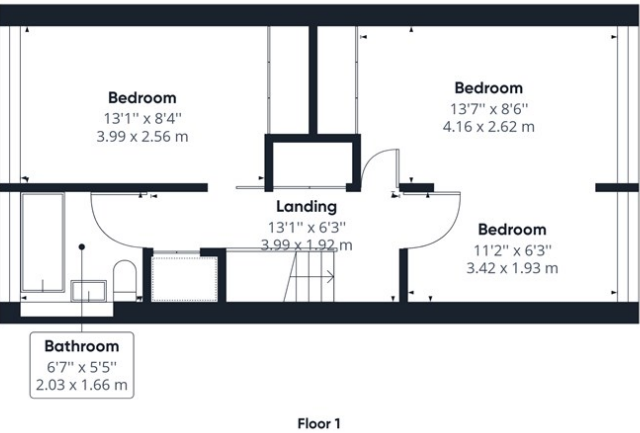 Bedroom
13'1" x 8'4"
3.99 x 2.56 m
Bedroom
13'7" x 8'6"
4.16 x 2.62 m
Landing
13'1" x 6'3"
3.99 x 1.92 m
Bedroom
11'2" x 6'3"
3.42 x 1.93 m
Bathroom
6'7" x 5'5"
2.03 x 1.66 m
Floor 1